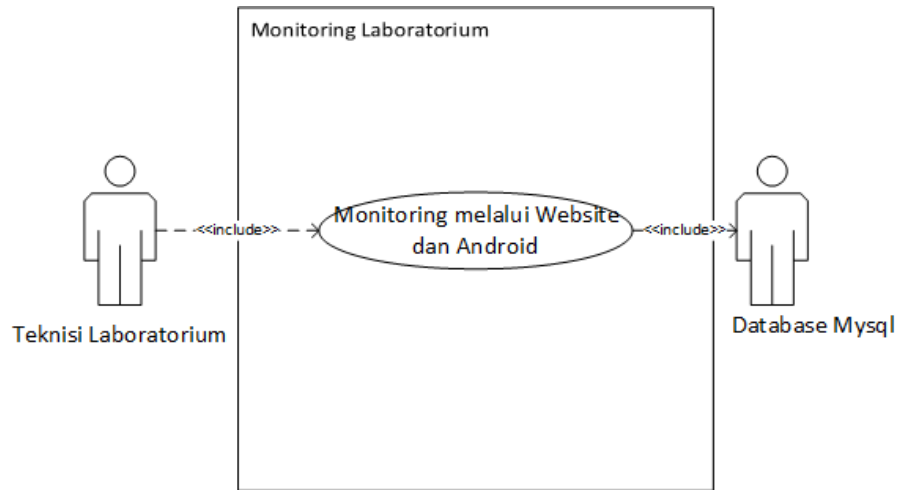 Monitoring Laboratorium
<<include>>
Monitoring melalui Website
dan Android
<<include>>
Teknisi Laboratorium
Database Mysql